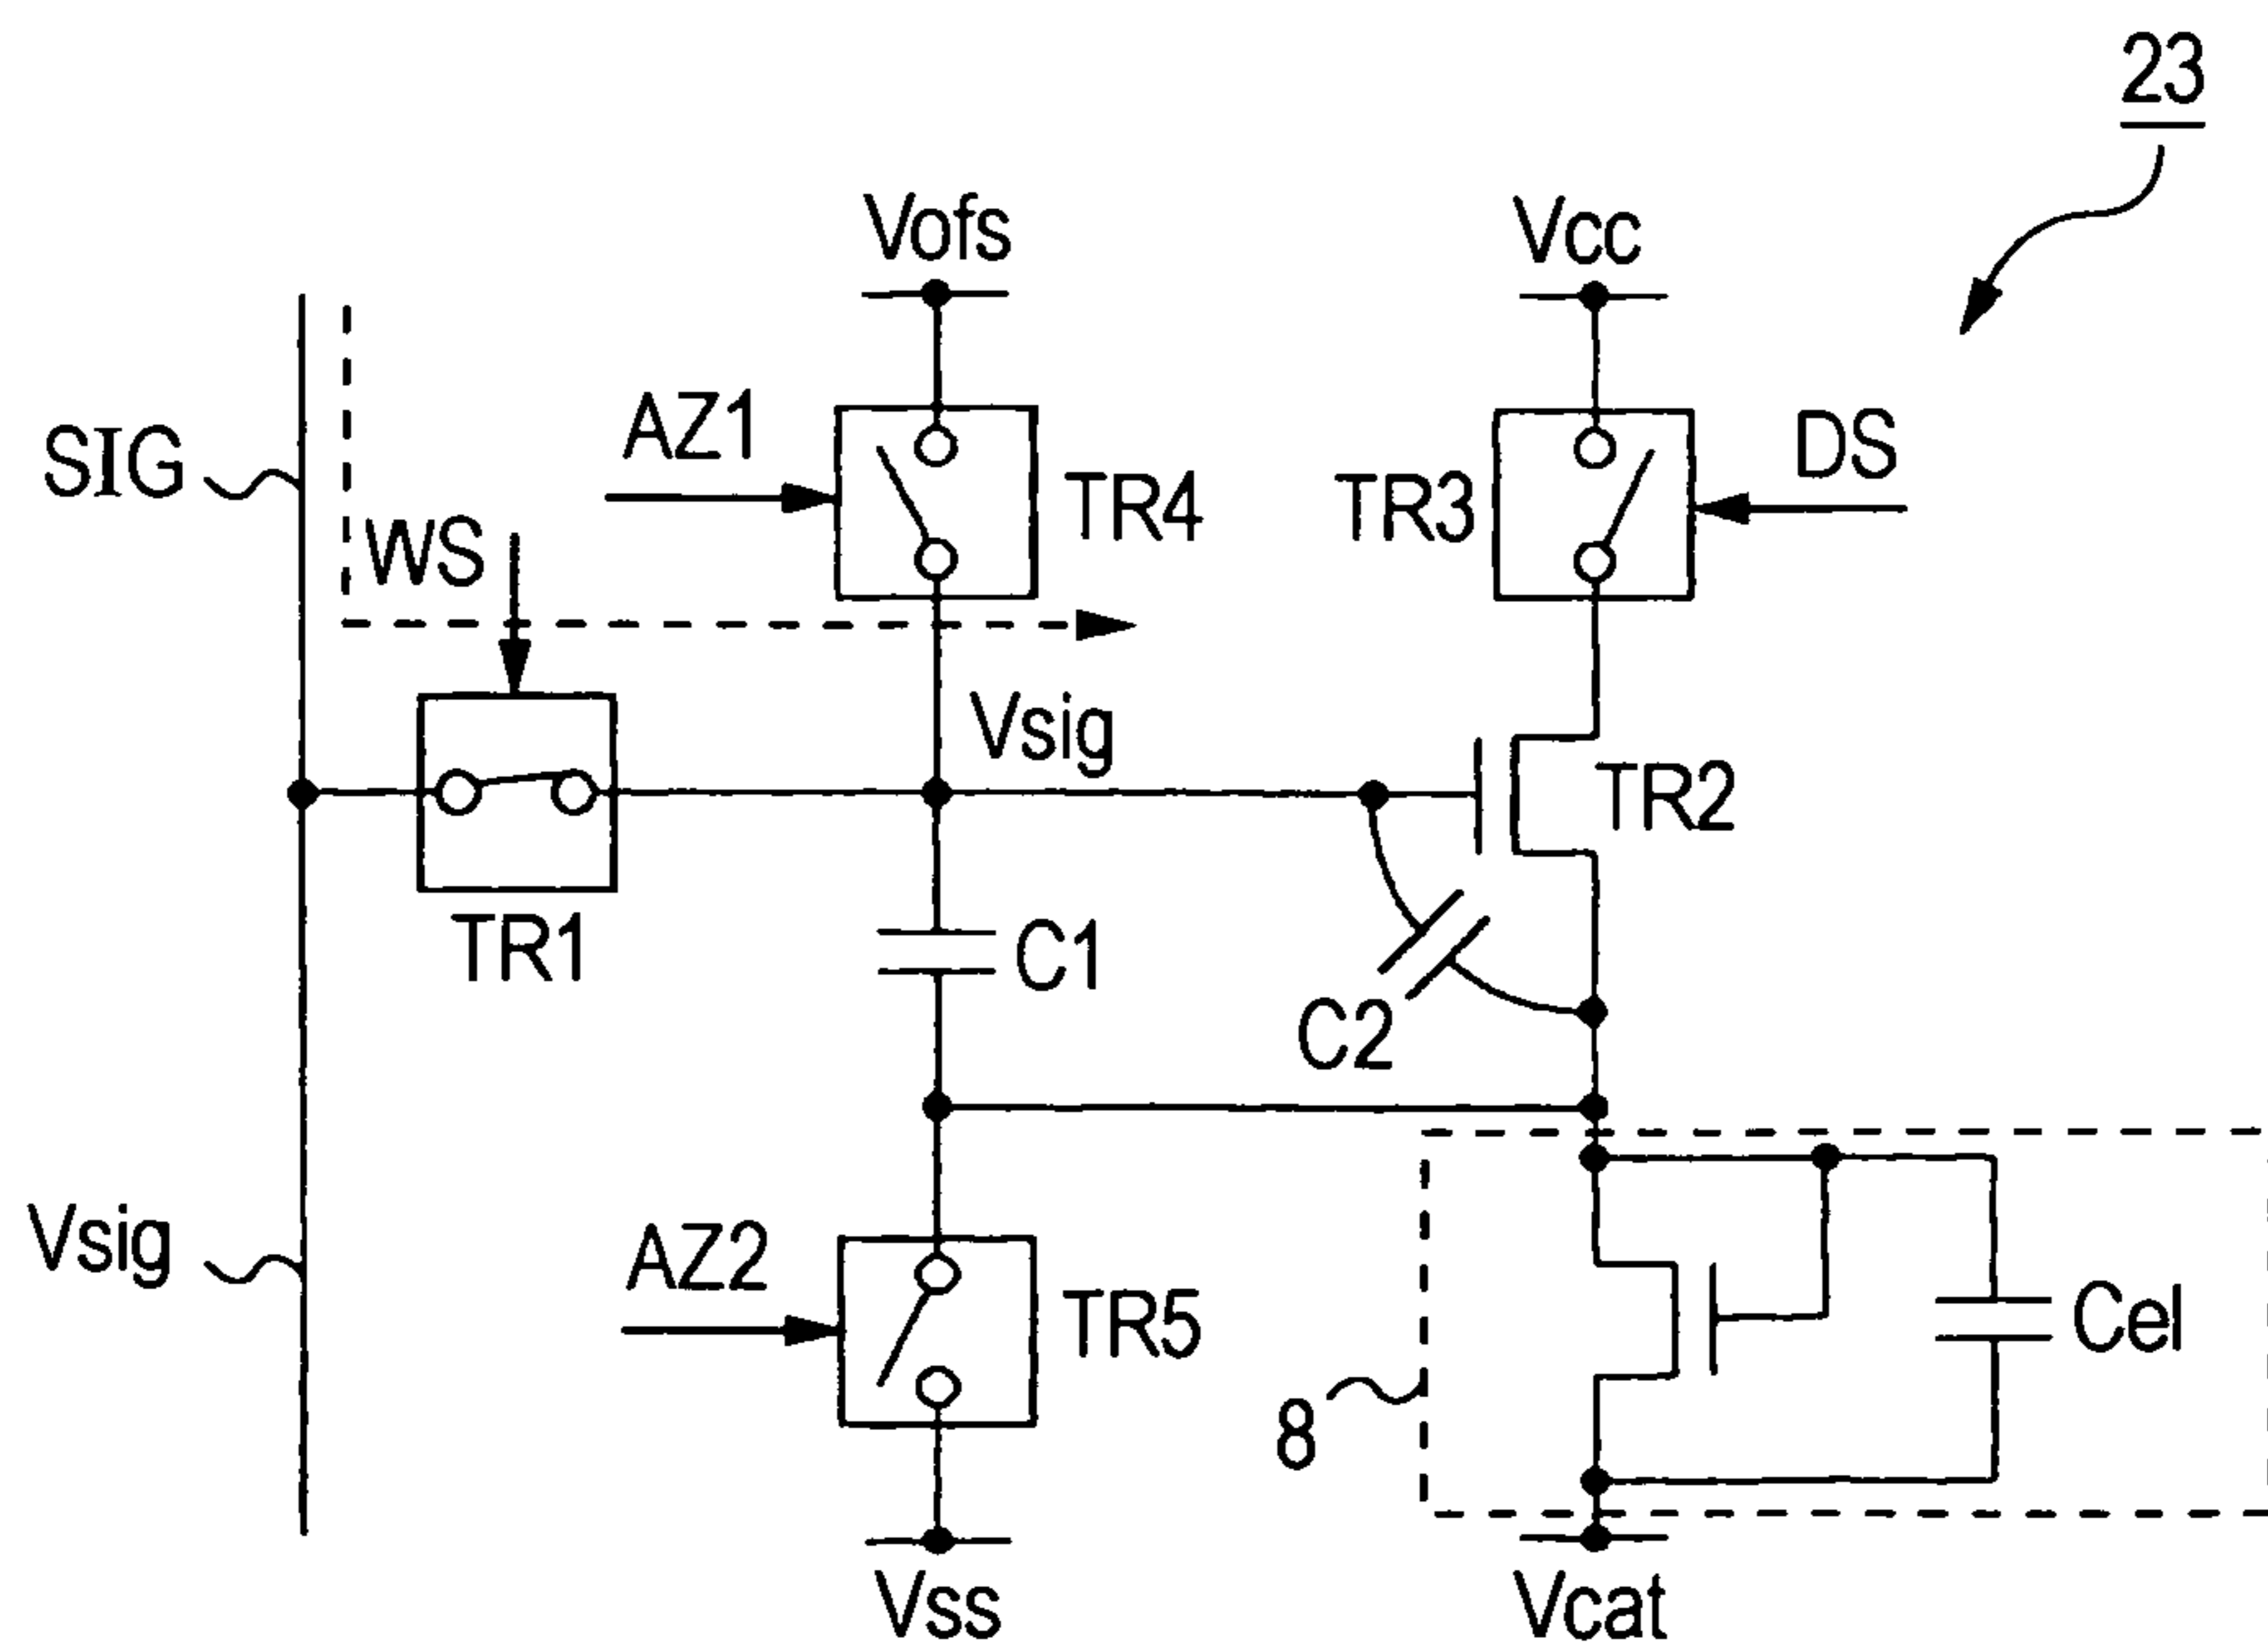 23
Vofs
Vcc
AZ1
DS
SIG
TR4
TR3
WS
Vsig
TR2
TR1
C1
C2
Vsig
AZ2
TR5
Cel
8
Vss
Vcat